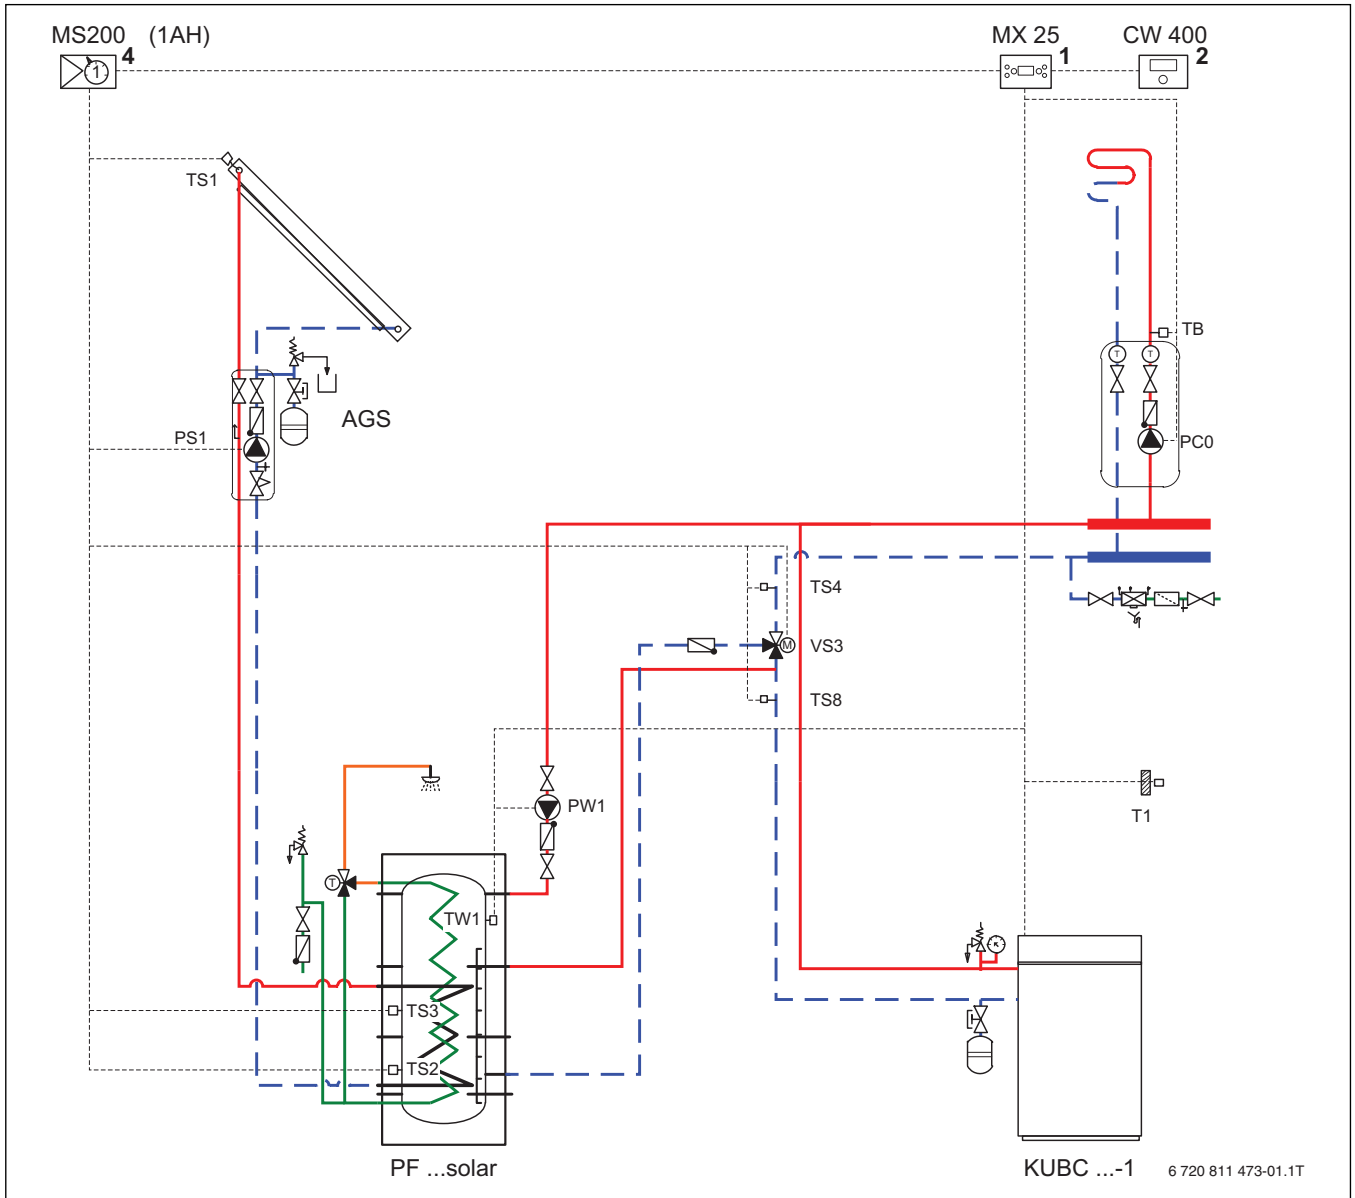 MS200 (1AH)
4
1
MX 25
1
CW 400
2
TS1
TB
T
T
AGS
PS1
PC0
TS4
M
VS3
TS8
PW1
T1
T
TW1
TS3
TS2
PF ...solar
KUBC ...-1
6 720 811 473-01.1T